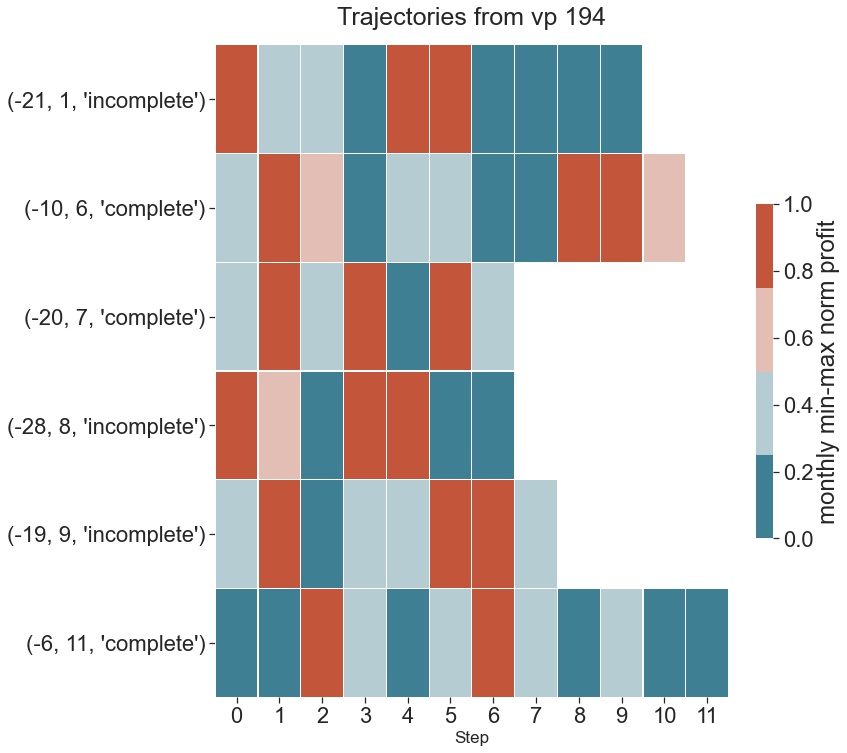 Trajectories from vp 194
(-21, 1, 'incomplete')
(-10, 6, 'complete')
(-20, 7, 'complete')
(-28, 8, 'incomplete')
(-19, 9, 'incomplete')
(-6, 11, 'complete')
0 1 2 3 4 5 6 7 8 9 10 11
Step
1.0
0.8
0.6
0.4
0.2
0.0
monthly min-max norm profit